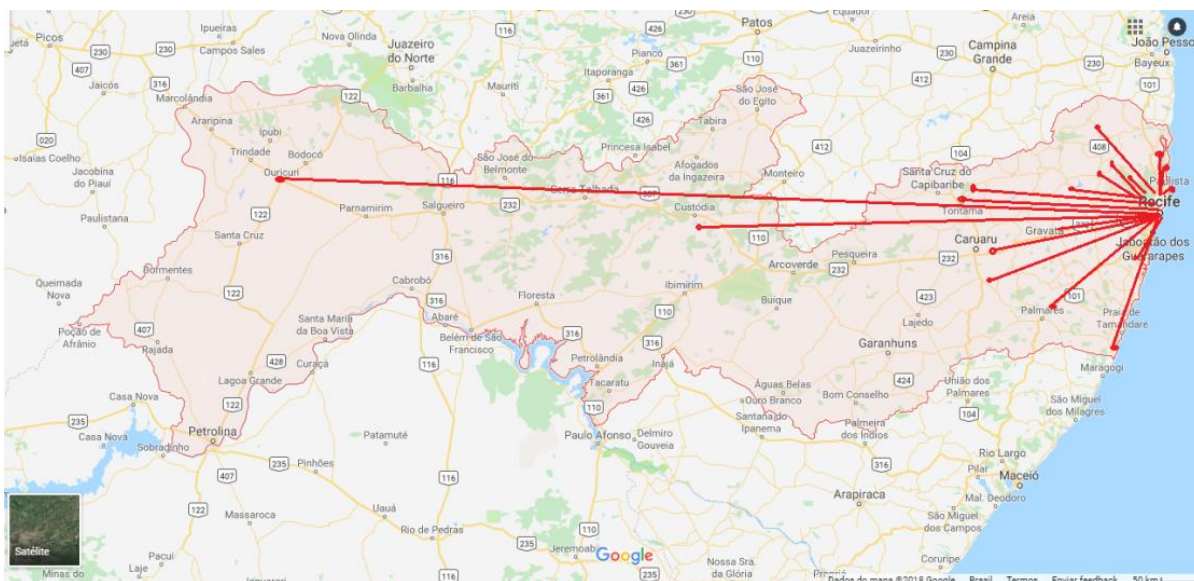 Picos
Ipueiras
Campos Sales
Nova Olinda
Juazeiro
do Norte
Barbalha
Mauriti
Itaporanga
Piancó
Patos
Juazeirinho
Campina
Grande
Areia
João Pesso
Bayeux
Jaicós
Marcolândia
São José
do Egito
Araripina
Ipubi
Trindade
Bodocó
Ouricuri
Isaías Coelho
Jacobina
do Piauí
São José do
Belmonte
Princesa Isabel
Tabira
Afogados
da Ingazeira
Monteiro
Santa Cruz do
Capibaribe
Toritama
Paulista
Recife
Paulistana
Parnamirim
Salgueiro
Serra Talhada
Custódia
Gravatá
Caruaru
Jaboatão dos
Guararapes
Santa Cruz
Dormentes
Queimada
Nova
Cabrobó
Floresta
Ibimirim
Arcoverde
Pesqueira
Buíque
Santa Maria
da Boa Vista
Abaré
Belém de São
Francisco
Poção de
Afrânio
Rajada
Curaçá
Lagoa Grande
Petrolândia
Tacaratu
Inajá
Lajedo
Garanhuns
Palmares
Praia de
Tamandaré
Maragogi
Águas Belas
Ouro Branco
Bom Conselho
União dos
Palmares
São Miguel
dos Milagres
Casa Nova
Casa Nova
Sobradinho
Petrolina
Patamuté
Pinhões
Paulo Afonso
Delmiro
Gouveia
Santana do
Ipanema
Palmeira
dos Índios
Rio Largo
Pilar
Maceió
Mal. Deodoro
Arapiraca
São Miguel
dos Campos
Massaroca
Uauá
Rio de Pedras
Jeremoabo
Nossa Sra.
da Glória
Coruripe
Lacá
Pacuí
Minas do
Satélite
Google
Dados do mapa ©2018 Google Brasil Termos Enviar feedback 50 km